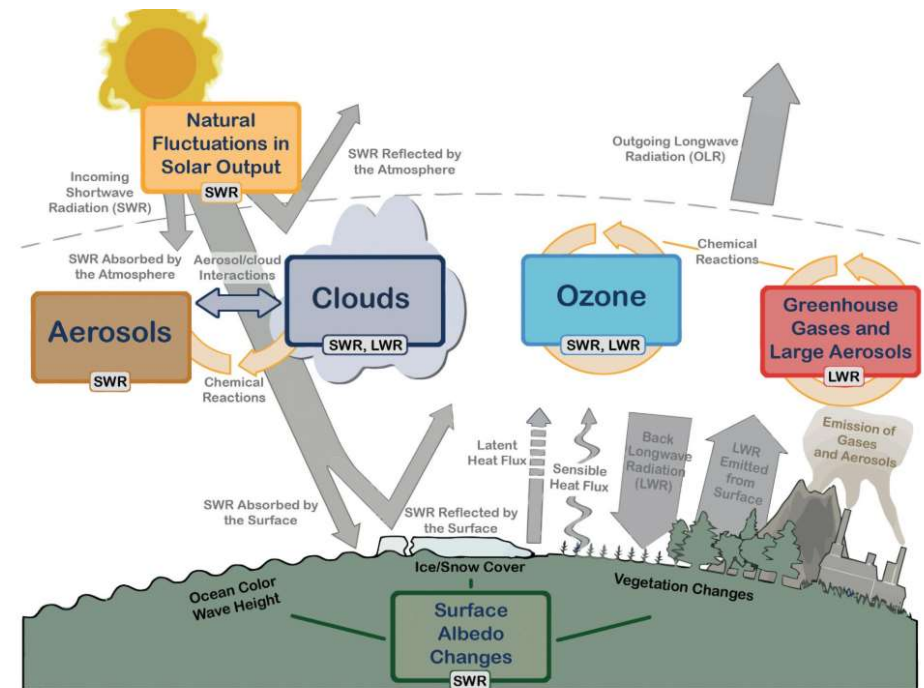 Natural
Fluctuations in
Solar Output
SWR
Incoming
Shortwave
Radiation (SWR)
SWR Reflected by
the Atmosphere
Outgoing Longwave
Radiation (OLR)
SWR Absorbed by
the Atmosphere
Aerosol/cloud
Interactions
Chemical
Reactions
Aerosols
SWR
Clouds
SWR, LWR
Ozone
SWR, LWR
Greenhouse
Gases and
Large Aerosols
LWR
Chemical
Reactions
Latent
Heat Flux
Sensible
Heat Flux
Back
Longwave
Radiation
(LWR)
LWR
Emitted
from
Surface
Emission of
Gases
and Aerosols
SWR Absorbed by
the Surface
SWR Reflected by
the Surface
Ice/Snow Cover
Ocean Color
Wave Height
Vegetation Changes
Surface
Albedo
Changes
SWR